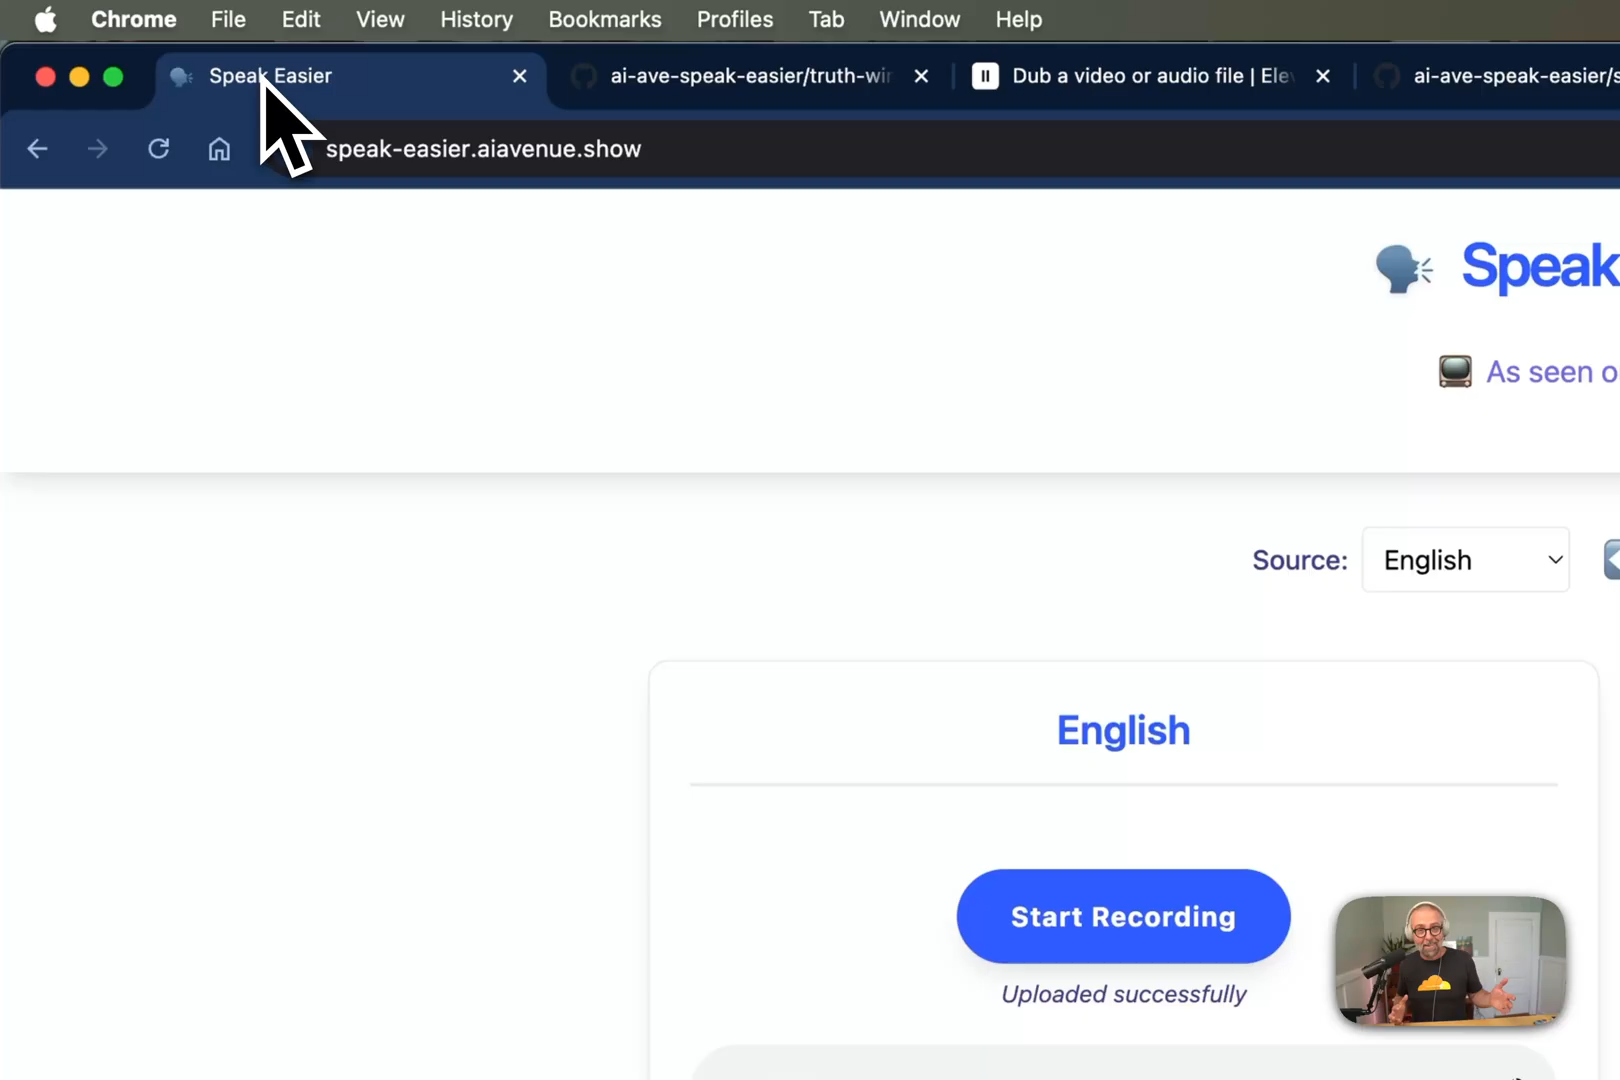 Chrome File Edit View History Bookmarks Profiles Tab Window Help
Speak Easier
ai-ave-speak-easier/truth-wir
Dub a video or audio file | Ele
ai-ave-speak-easier/s
speak-easier.aiavenue.show
Speak
As seen o
Source: English
English
Start Recording
Uploaded successfully